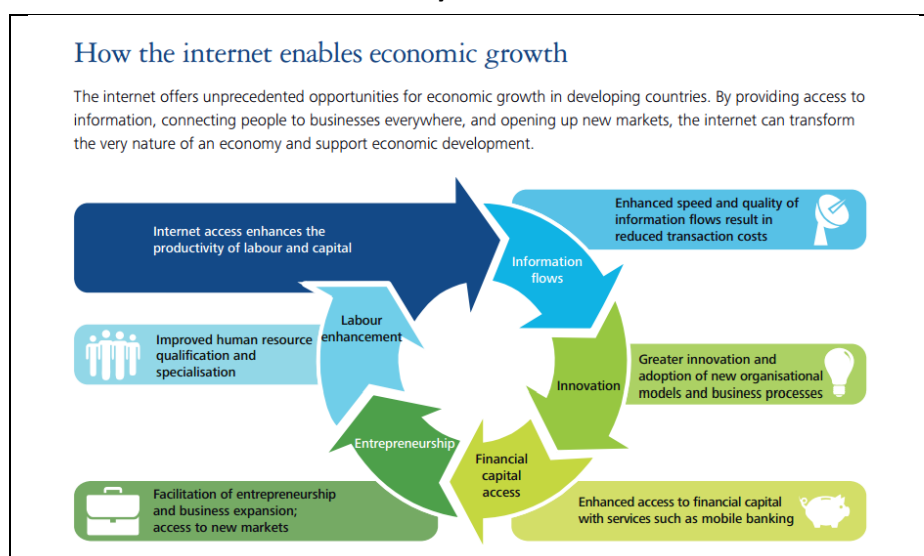 How the internet enables economic growth
The internet offers unprecedented opportunities for economic growth in developing countries. By providing access to
information, connecting people to businesses everywhere, and opening up new markets, the internet can transform
the very nature of an economy and support economic development.
Internet access enhances the
productivity of labour and capital
Enhanced speed and quality of
information flows result in
reduced transaction costs
Information
flows
Labour
enhancement
Improved human resource
qualification and
specialisation
Innovation
Greater innovation and
adoption of new organisational
models and business processes
Entrepreneurship
Financial
capital
access
Facilitation of entrepreneurship
and business expansion;
access to new markets
Enhanced access to financial capital
with services such as mobile banking